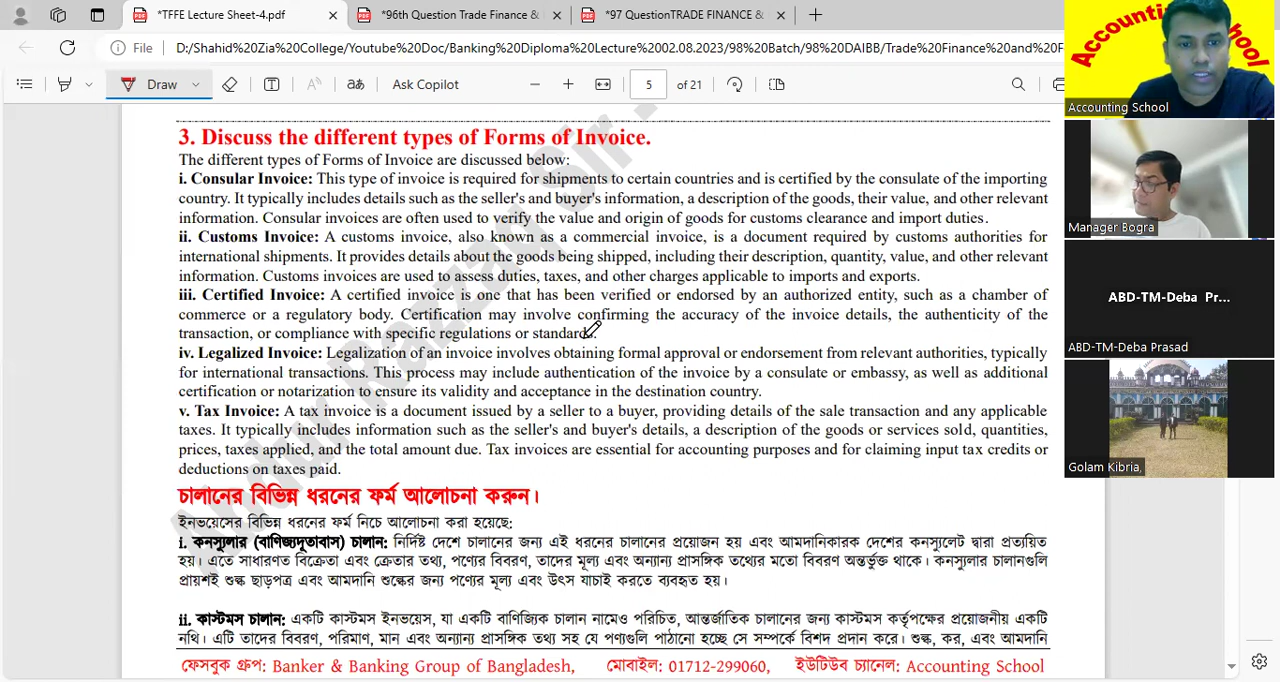 *TFFE Lecture Sheet-4.pdf
*96th Question Trade Finance &
*97 QuestionTRADE FINANCE &
File
D:/Shahid%20Zia%20College/Youtube%20Doc/Banking%20Diploma%20Lecture%2002.08.2023/98%20Batch/98%20DAIBB/Trade%20Finance%20and%20F
Draw
aあ
Ask Copilot
5
of 21
3. Discuss the different types of Forms of Invoice.
The different types of Forms of Invoice are discussed below:
i. Consular Invoice: This type of invoice is required for shipments to certain countries and is certified by the consulate of the importing
country. It typically includes details such as the seller's and buyer's information, a description of the goods, their value, and other relevant
information. Consular invoices are often used to verify the value and origin of goods for customs clearance and import duties.
ii. Customs Invoice: A customs invoice, also known as a commercial invoice, is a document required by customs authorities for
international shipments. It provides details about the goods being shipped, including their description, quantity, value, and other relevant
information. Customs invoices are used to assess duties, taxes, and other charges applicable to imports and exports.
iii. Certified Invoice: A certified invoice is one that has been verified or endorsed by an authorized entity, such as a chamber of
commerce or a regulatory body. Certification may involve confirming the accuracy of the invoice details, the authenticity of the
transaction, or compliance with specific regulations or standards.
iv. Legalized Invoice: Legalization of an invoice involves obtaining formal approval or endorsement from relevant authorities, typically
for international transactions. This process may include authentication of the invoice by a consulate or embassy, as well as additional
certification or notarization to ensure its validity and acceptance in the destination country.
v. Tax Invoice: A tax invoice is a document issued by a seller to a buyer, providing details of the sale transaction and any applicable
taxes. It typically includes information such as the seller's and buyer's details, a description of the goods or services sold, quantities,
prices, taxes applied, and the total amount due. Tax invoices are essential for accounting purposes and for claiming input tax credits or
deductions on taxes paid.
চালানের বিভিন্ন ধরনের ফর্ম আলোচনা করুন।
ইনভয়েসের বিভিন্ন ধরনের ফর্ম নিচে আলোচনা করা হয়েছে:
i. কনস্যুলার (বাণিজ্যদূতাবাস) চালান: নির্দিষ্ট দেশে চালানের জন্য এই ধরনের চালানের প্রয়োজন হয় এবং আমদানিকারক দেশের কনস্যুলেট দ্বারা প্রত্যয়িত
হয়। এতে সাধারণত বিক্রেতা এবং ক্রেতার তথ্য, পণ্যের বিবরণ, তাদের মূল্য এবং অন্যান্য প্রাসঙ্গিক তথ্যের মতো বিবরণ অন্তর্ভুক্ত থাকে। কনস্যুলার চালানগুলি
প্রায়শই শুল্ক ছাড়পত্র এবং আমদানি শুল্কের জন্য পণ্যের মূল্য এবং উৎস যাচাই করতে ব্যবহৃত হয়।
ii. কাস্টমস চালান: একটি কাস্টমস ইনভয়েস, যা একটি বাণিজ্যিক চালান নামেও পরিচিত, আন্তর্জাতিক চালানের জন্য কাস্টমস কর্তৃপক্ষের প্রয়োজনীয় একটি
নথি। এটি তাদের বিবরণ, পরিমাণ, মান এবং অন্যান্য প্রাসঙ্গিক তথ্য সহ যে পণ্যগুলি পাঠানো হচ্ছে সে সম্পর্কে বিশদ প্রদান করে। শুল্ক, কর, এবং আমদানি
ফেসবুক গ্রুপ: Banker & Banking Group of Bangladesh, মোবাইল: 01712-299060, ইউটিউব চ্যানেল: Accounting School
Abdur Razzaq Sir -
Accounting School
Manager Bogra
ABD-TM-Deba Pr...
ABD-TM-Deba Prasad
Golam Kibria,